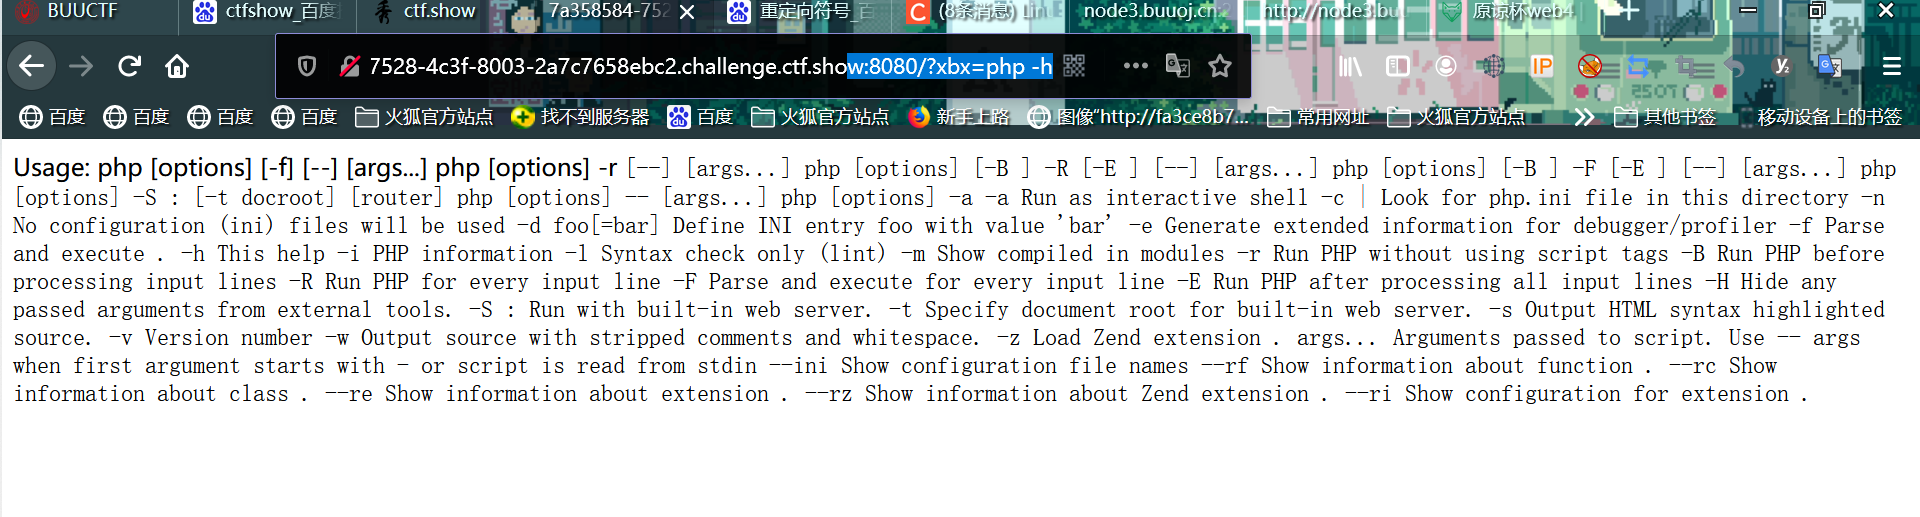 BUUCTF
ctfshow_百度
ctf.show
7a358584-752
重定向符号_百
(8条消息) Lin
node3.buuoj.cn:2
http://node3.buu
原谅杯web4
7528-4c3f-8003-2a7c7658ebc2.challenge.ctf.show:8080/?xbx=php -h
IP
百度
百度
百度
百度
火狐官方站点
找不到服务器
百度
火狐官方站点
新手上路
图像“http://fa3ce8b7...
常用网址
火狐官方站点
其他书签
移动设备上的书签
Usage: php [options] [-f] [--] [args...] php [options] -r [--] [args...] php [options] [-B ] -R [-E ] [--] [args...] php [options] [-B ] -F [-E ] [--] [args...] php
[options] -S : [-t docroot] [router] php [options] -- [args...] php [options] -a -a Run as interactive shell -c | Look for php.ini file in this directory -n
No configuration (ini) files will be used -d foo[=bar] Define INI entry foo with value 'bar' -e Generate extended information for debugger/profiler -f Parse
and execute . -h This help -i PHP information -l Syntax check only (lint) -m Show compiled in modules -r Run PHP without using script tags -B Run PHP before
processing input lines -R Run PHP for every input line -F Parse and execute for every input line -E Run PHP after processing all input lines -H Hide any
passed arguments from external tools. -S : Run with built-in web server. -t Specify document root for built-in web server. -s Output HTML syntax highlighted
source. -v Version number -w Output source with stripped comments and whitespace. -z Load Zend extension . args... Arguments passed to script. Use -- args
when first argument starts with - or script is read from stdin --ini Show configuration file names --rf Show information about function . --rc Show
information about class . --re Show information about extension . --rz Show information about Zend extension . --ri Show configuration for extension .